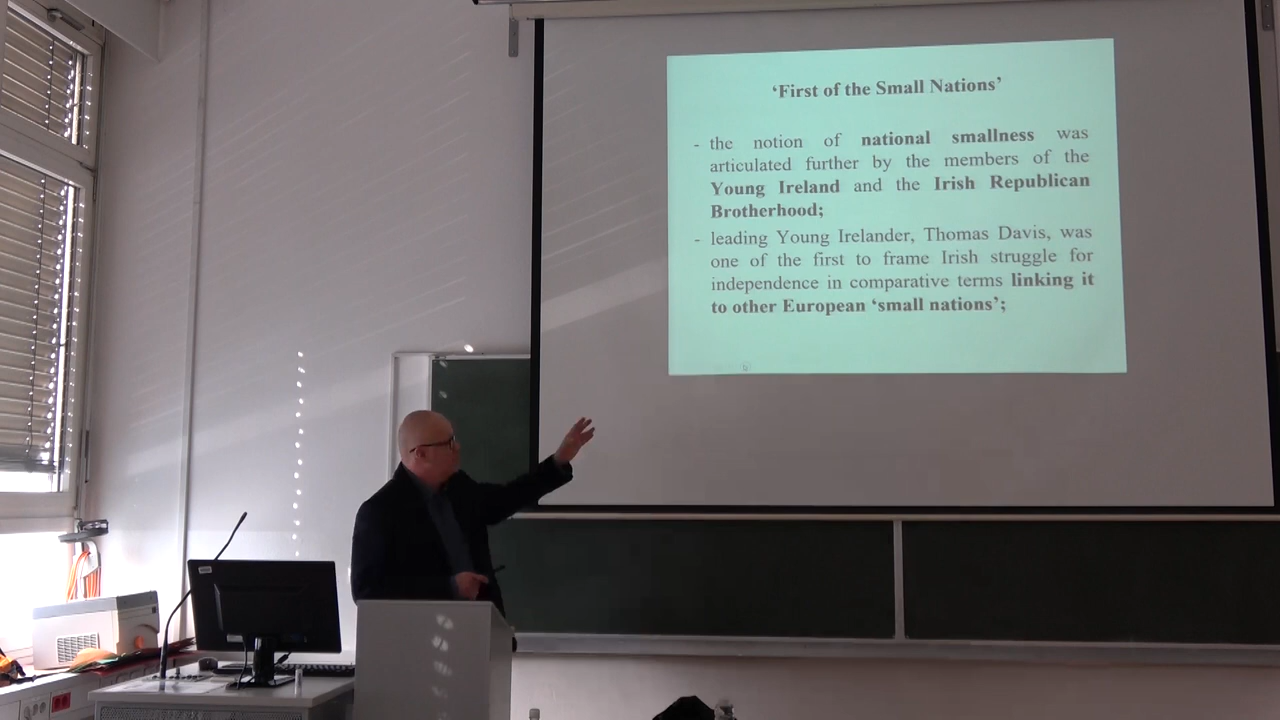 ‘First of the Small Nations’
- the notion of national smallness was
articulated further by the members of the
Young Ireland and the Irish Republican
Brotherhood;
- leading Young Irelander, Thomas Davis, was
one of the first to frame Irish struggle for
independence in comparative terms linking it
to other European ‘small nations’;